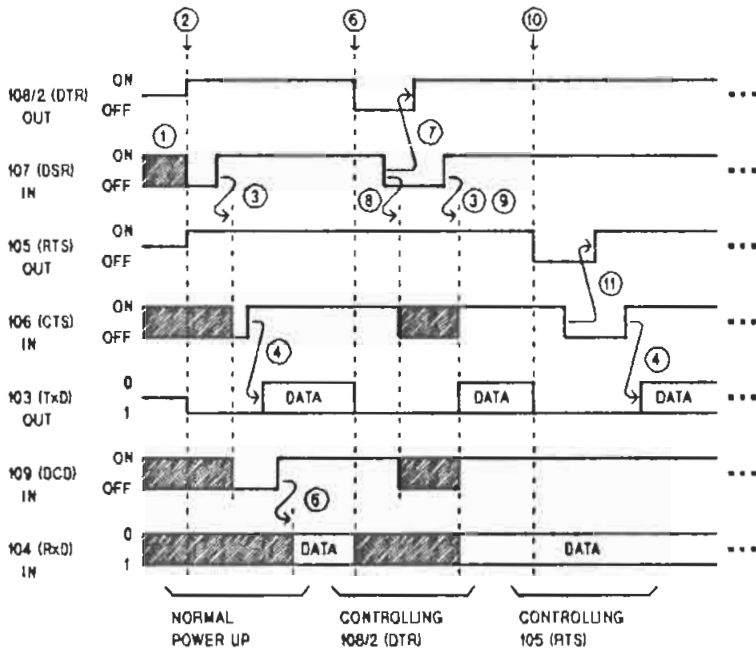 ② ⑥ ⑩
108/2 (DTR) ON
OUT OFF
⑦
①
107 (DSR) ON
IN OFF
③ ⑧ ③ ⑨
105 (RTS) ON
OUT OFF
⑪
106 (CTS) ON
IN OFF
④ ④
103 (TxD) 0
OUT 1
DATA DATA DATA
109 (DCD) ON
IN OFF
⑥
104 (RxD) 0
IN 1
DATA DATA
NORMAL CONTROLLING CONTROLLING
POWER UP 108/2 (DTR) 105 (RTS)